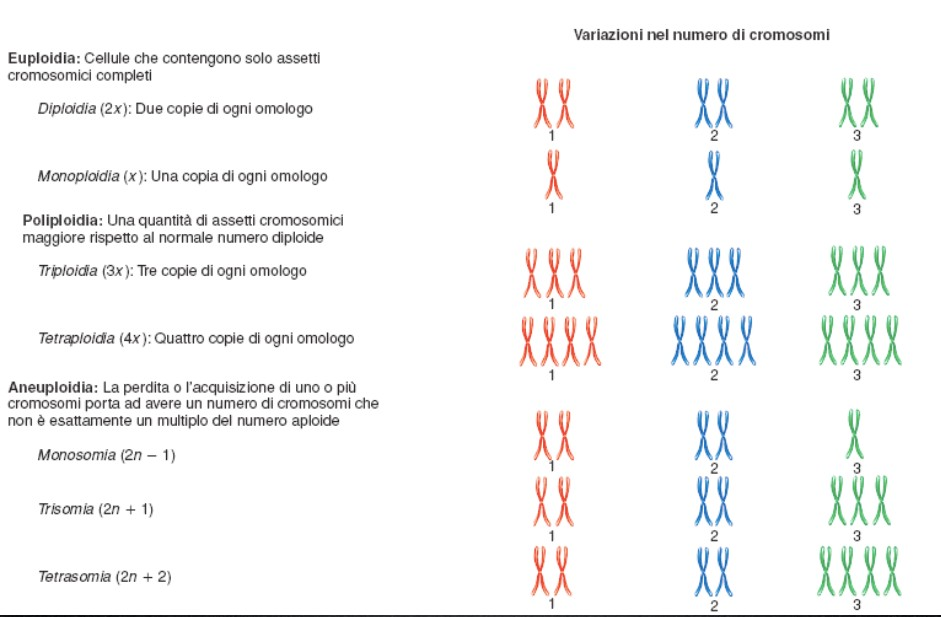 Variazioni nel numero di cromosomi
Euploidia: Cellule che contengono solo assetti
cromosomici completi
Diploidia (2x): Due copie di ogni omologo
1 2 3
Monoploidia (x): Una copia di ogni omologo
1 2 3
Poliploidia: Una quantità di assetti cromosomici
maggiore rispetto al normale numero diploide
Triploidia (3x): Tre copie di ogni omologo
1 2 3
Tetraploidia (4x): Quattro copie di ogni omologo
1 2 3
Aneuploidia: La perdita o l'acquisizione di uno o più
cromosomi porta ad avere un numero di cromosomi che
non è esattamente un multiplo del numero aploide
Monosomia (2n − 1)
1 2 3
Trisomia (2n + 1)
1 2 3
Tetrasomia (2n + 2)
1 2 3